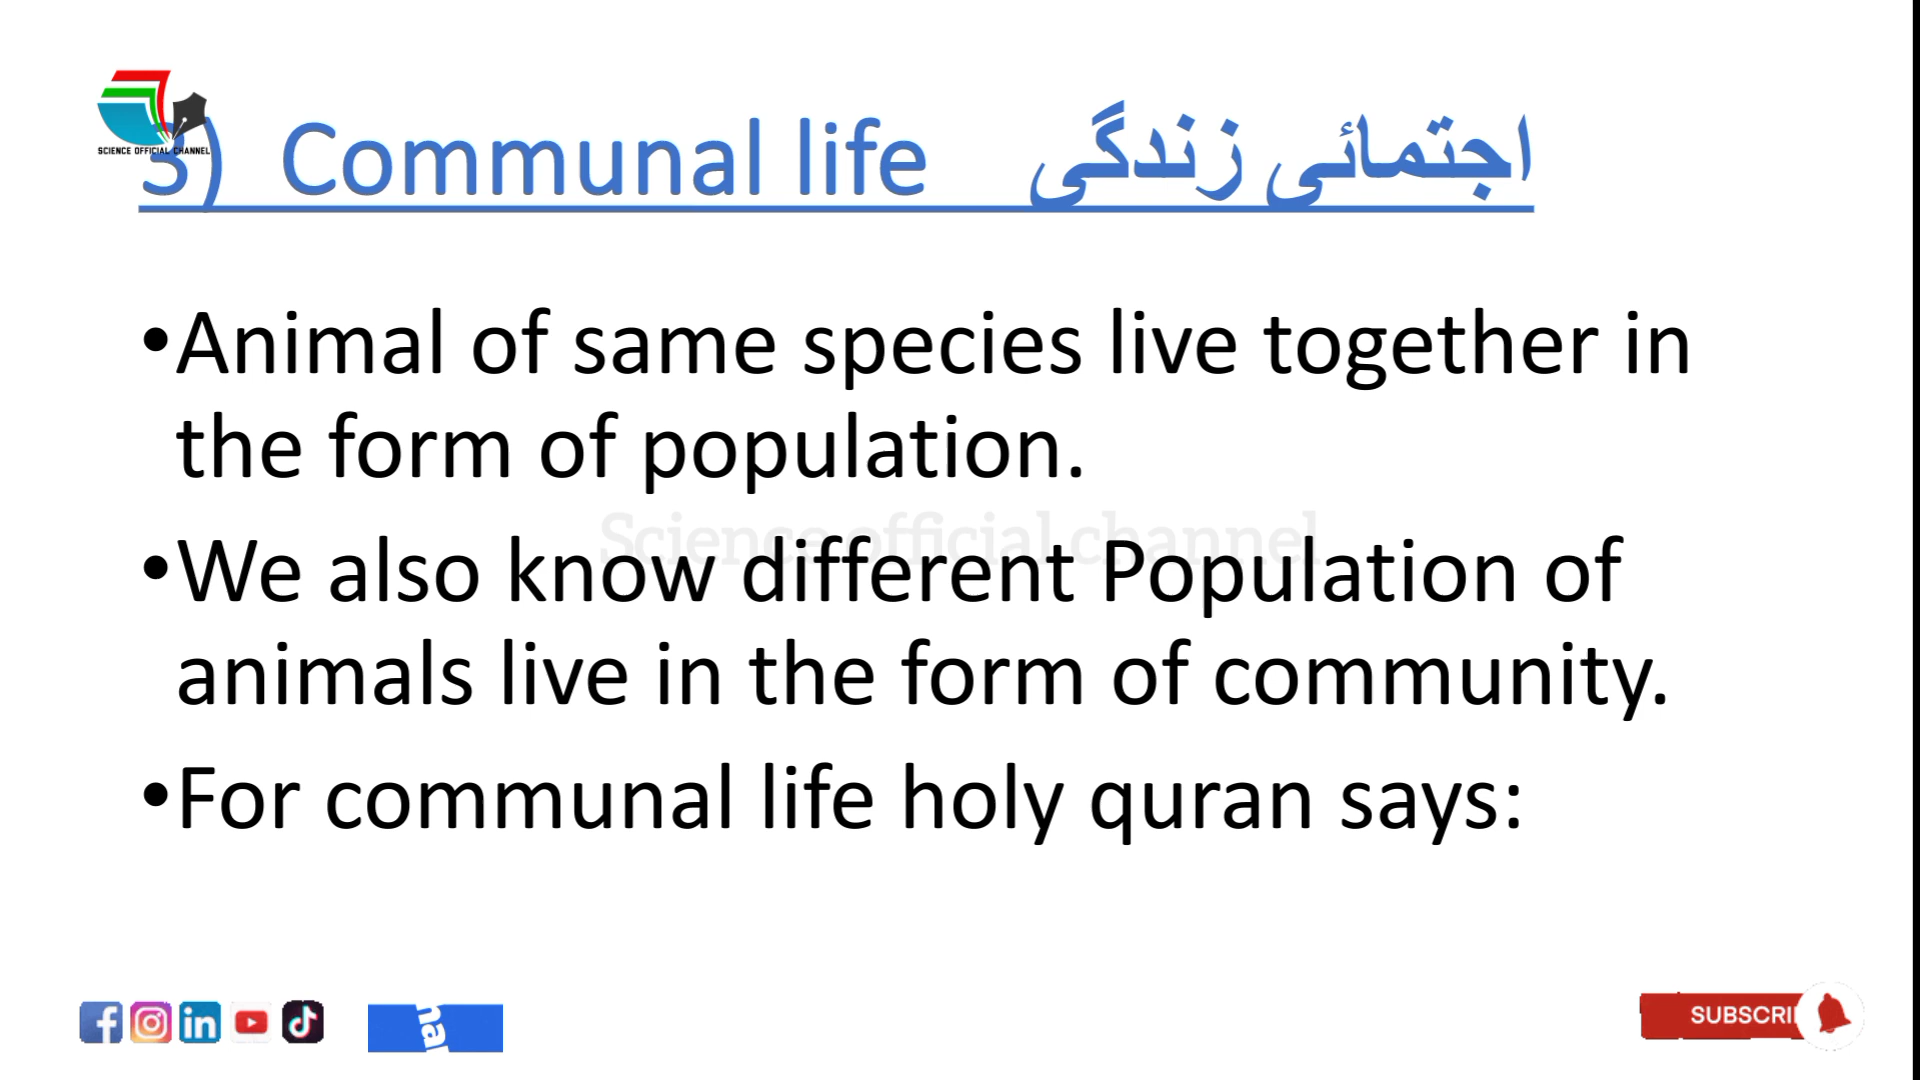 SCIENCE OFFICIAL CHANNEL
3) Communal life اجتمائی زندگی
•Animal of same species live together in
the form of population.
Science official channel
•We also know different Population of
animals live in the form of community.
•For communal life holy quran says:
in
SUBSCRI